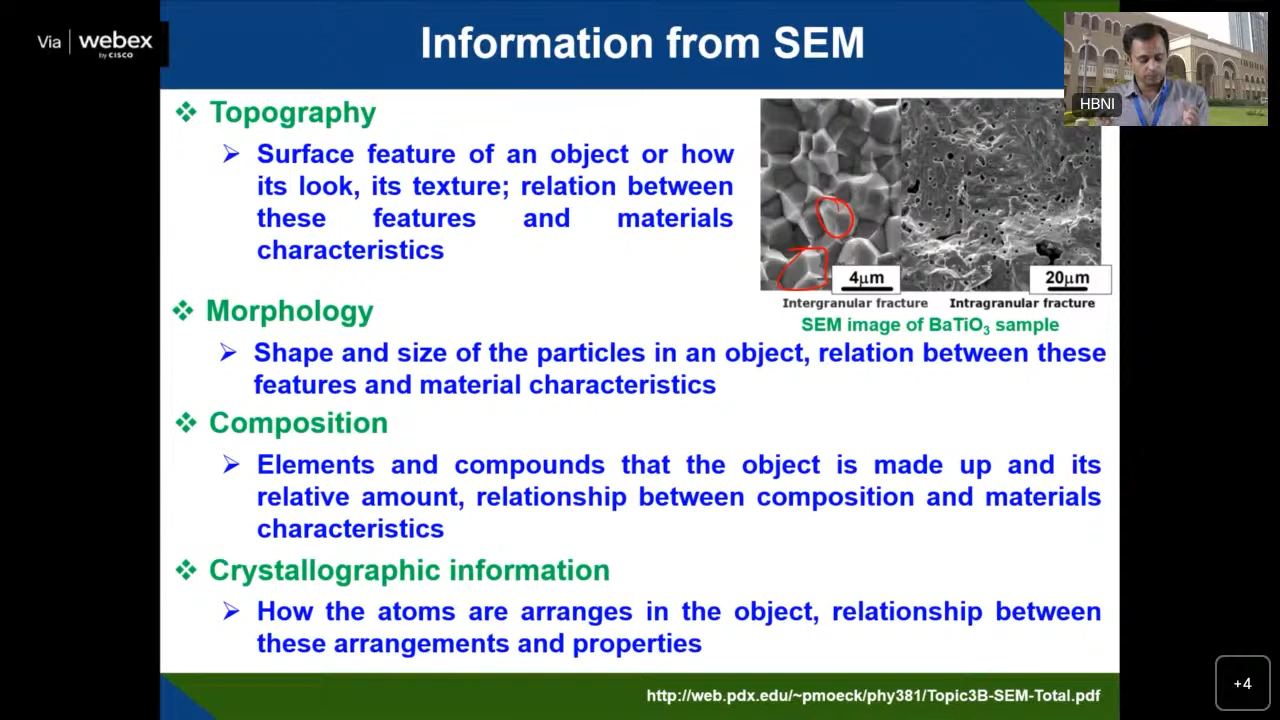 Via | webex
by CISCO
Information from SEM
HBNI
❖ Topography
➢ Surface feature of an object or how
its look, its texture; relation between
these features and materials
characteristics
4μm
20μm
Intergranular fracture
Intragranular fracture
SEM image of BaTiO₃ sample
❖ Morphology
➢ Shape and size of the particles in an object, relation between these
features and material characteristics
❖ Composition
➢ Elements and compounds that the object is made up and its
relative amount, relationship between composition and materials
characteristics
❖ Crystallographic information
➢ How the atoms are arranges in the object, relationship between
these arrangements and properties
http://web.pdx.edu/~pmoeck/phy381/Topic3B-SEM-Total.pdf
+4